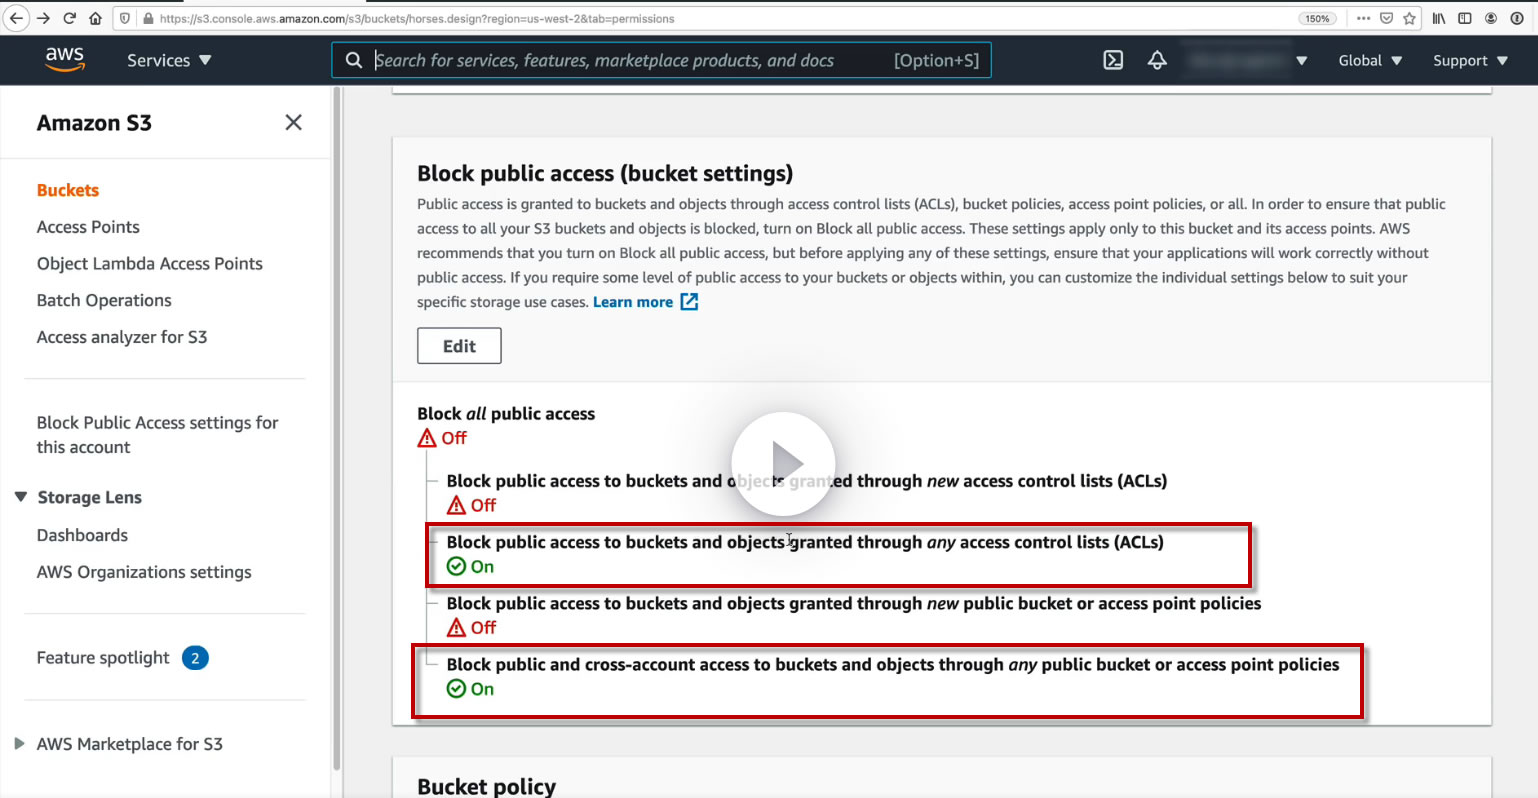 https://s3.console.aws.amazon.com/s3/buckets/horses.design?region=us-west-2&tab=permissions
150%
aws
Services
Search for services, features, marketplace products, and docs
[Option+S]
Global
Support
Amazon S3
Buckets
Access Points
Object Lambda Access Points
Batch Operations
Access analyzer for S3
Block Public Access settings for
this account
Storage Lens
Dashboards
AWS Organizations settings
Feature spotlight 2
AWS Marketplace for S3
Block public access (bucket settings)
Public access is granted to buckets and objects through access control lists (ACLs), bucket policies, access point policies, or all. In order to ensure that public
access to all your S3 buckets and objects is blocked, turn on Block all public access. These settings apply only to this bucket and its access points. AWS
recommends that you turn on Block all public access, but before applying any of these settings, ensure that your applications will work correctly without
public access. If you require some level of public access to your buckets or objects within, you can customize the individual settings below to suit your
specific storage use cases. Learn more
Edit
Block all public access
Off
Block public access to buckets and objects granted through new access control lists (ACLs)
Off
Block public access to buckets and objects granted through any access control lists (ACLs)
On
Block public access to buckets and objects granted through new public bucket or access point policies
Off
Block public and cross-account access to buckets and objects through any public bucket or access point policies
On
Bucket policy